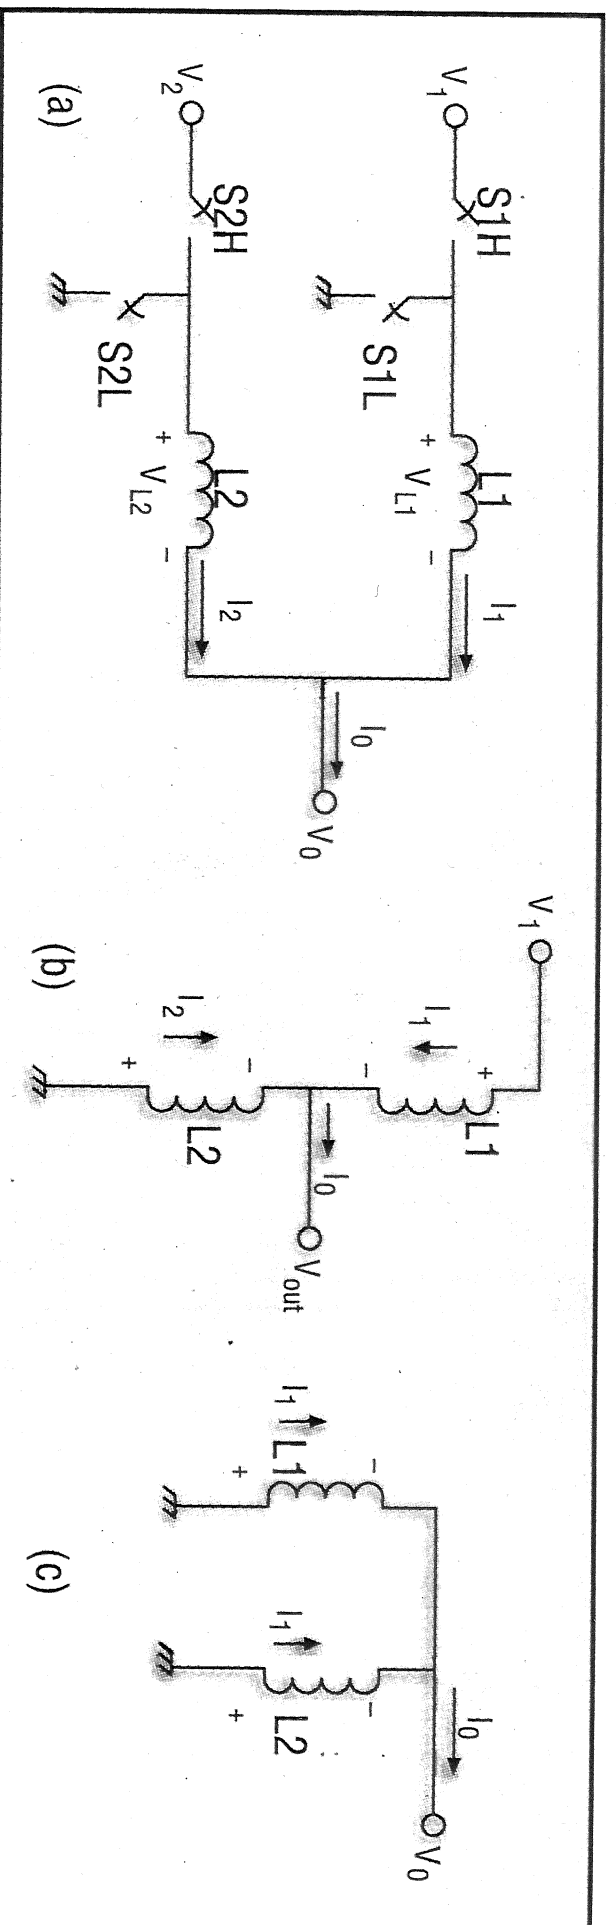 V1
S1H
S1L
L1
+ VL1 −
I1
V2
S2H
S2L
L2
+ VL2 −
I2
I0
V0
(a)
V1
+
L1
−
I1
I0
Vout
−
I2
L2
+
(b)
I0
V0
−
I1
L1
+
−
I1
L2
+
(c)